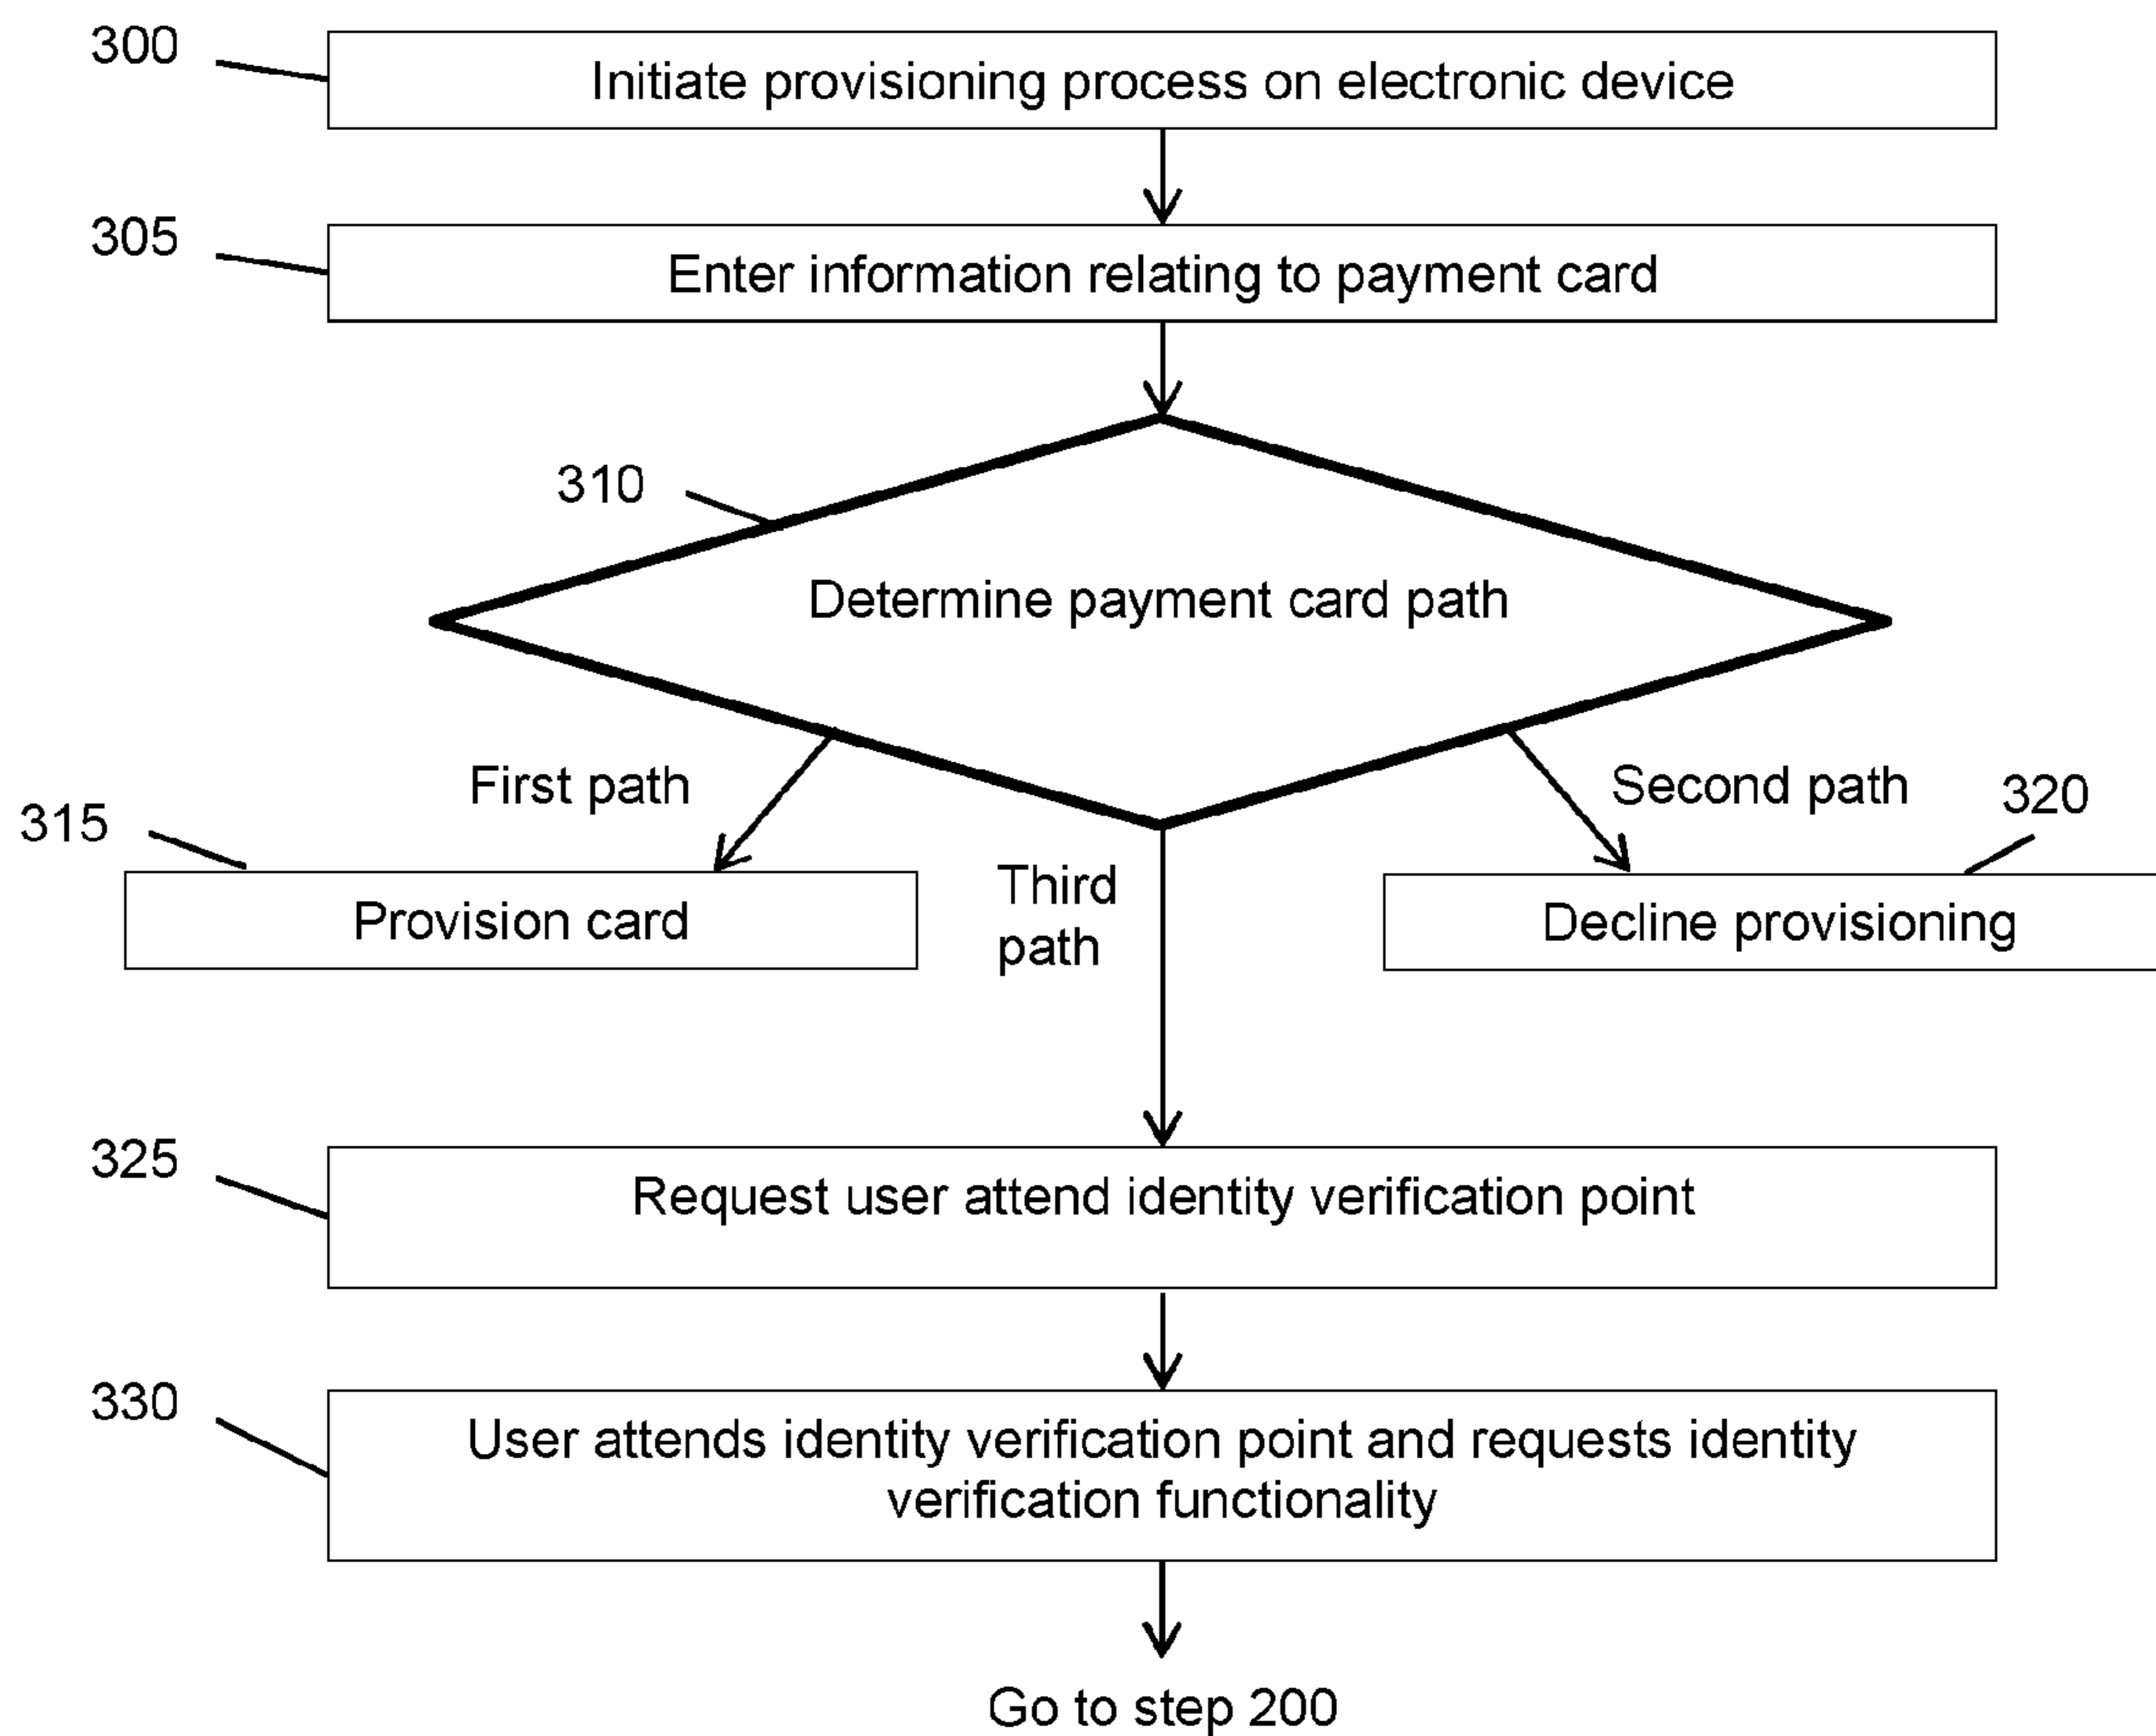 300
Initiate provisioning process on electronic device
305
Enter information relating to payment card
310
Determine payment card path
First path
Second path
320
315
Third
path
Provision card
Decline provisioning
325
Request user attend identity verification point
330
User attends identity verification point and requests identity
verification functionality
Go to step 200